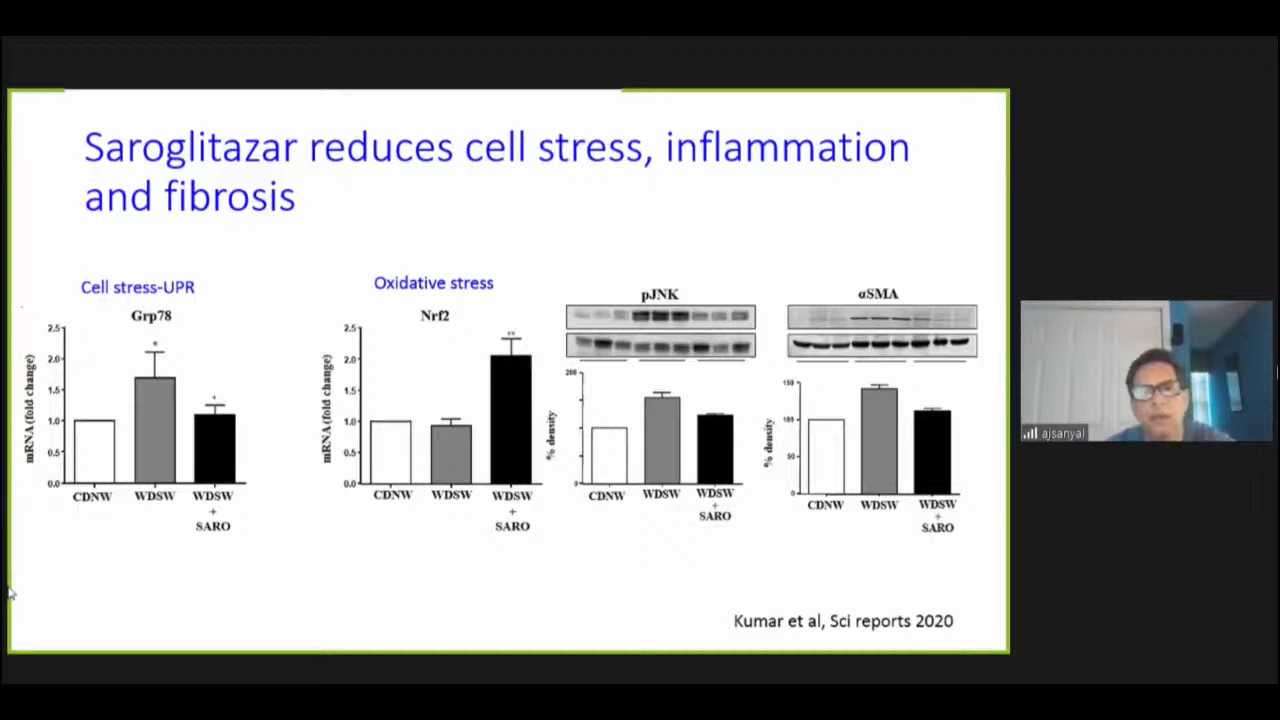 Saroglitazar reduces cell stress, inflammation
and fibrosis
Cell stress-UPR
Grp78
mRNA (fold change)
2.5
2.0
1.5
1.0
0.5
0.0
*
*
CDNW
WDSW
WDSW
+
SARO
Oxidative stress
Nrf2
mRNA (fold change)
2.5
2.0
1.5
1.0
0.5
0.0
**
CDNW
WDSW
WDSW
+
SARO
pJNK
% density
200
0
CDNW
WDSW
WDSW
+
SARO
αSMA
% density
150
100
50
0
CDNW
WDSW
WDSW
+
SARO
Kumar et al, Sci reports 2020
ajsanyal